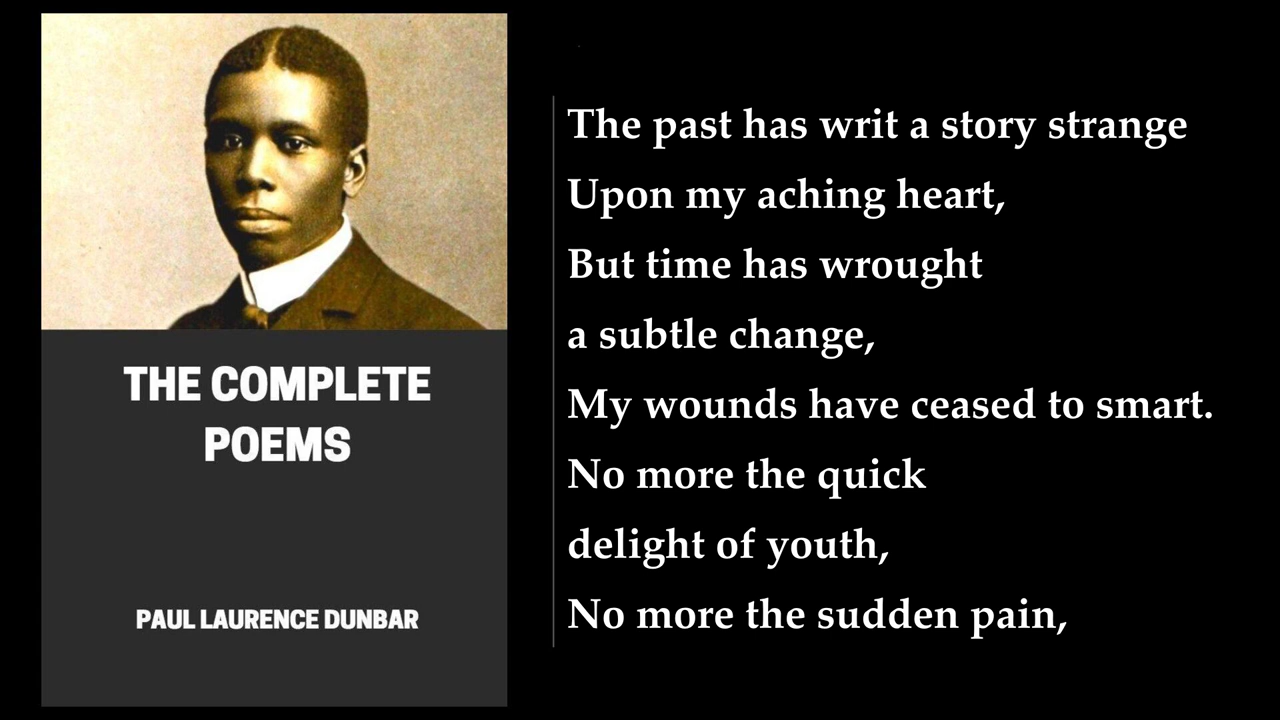 THE COMPLETE
POEMS
PAUL LAURENCE DUNBAR
The past has writ a story strange
Upon my aching heart,
But time has wrought
a subtle change,
My wounds have ceased to smart.
No more the quick
delight of youth,
No more the sudden pain,